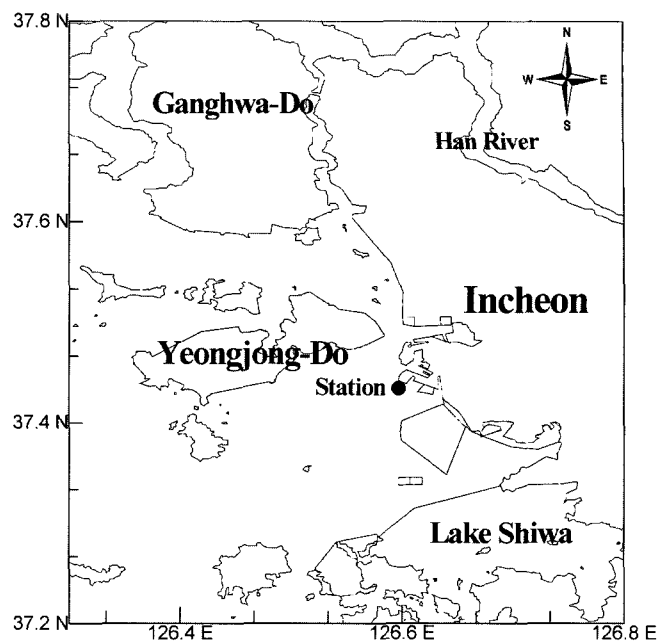 37.8 N
N
W E
S
Ganghwa-Do
Han River
37.6 N
Incheon
Yeongjong-Do
Station
37.4 N
Lake Shiwa
37.2 N
126.4 E
126.6 E
126.8 E